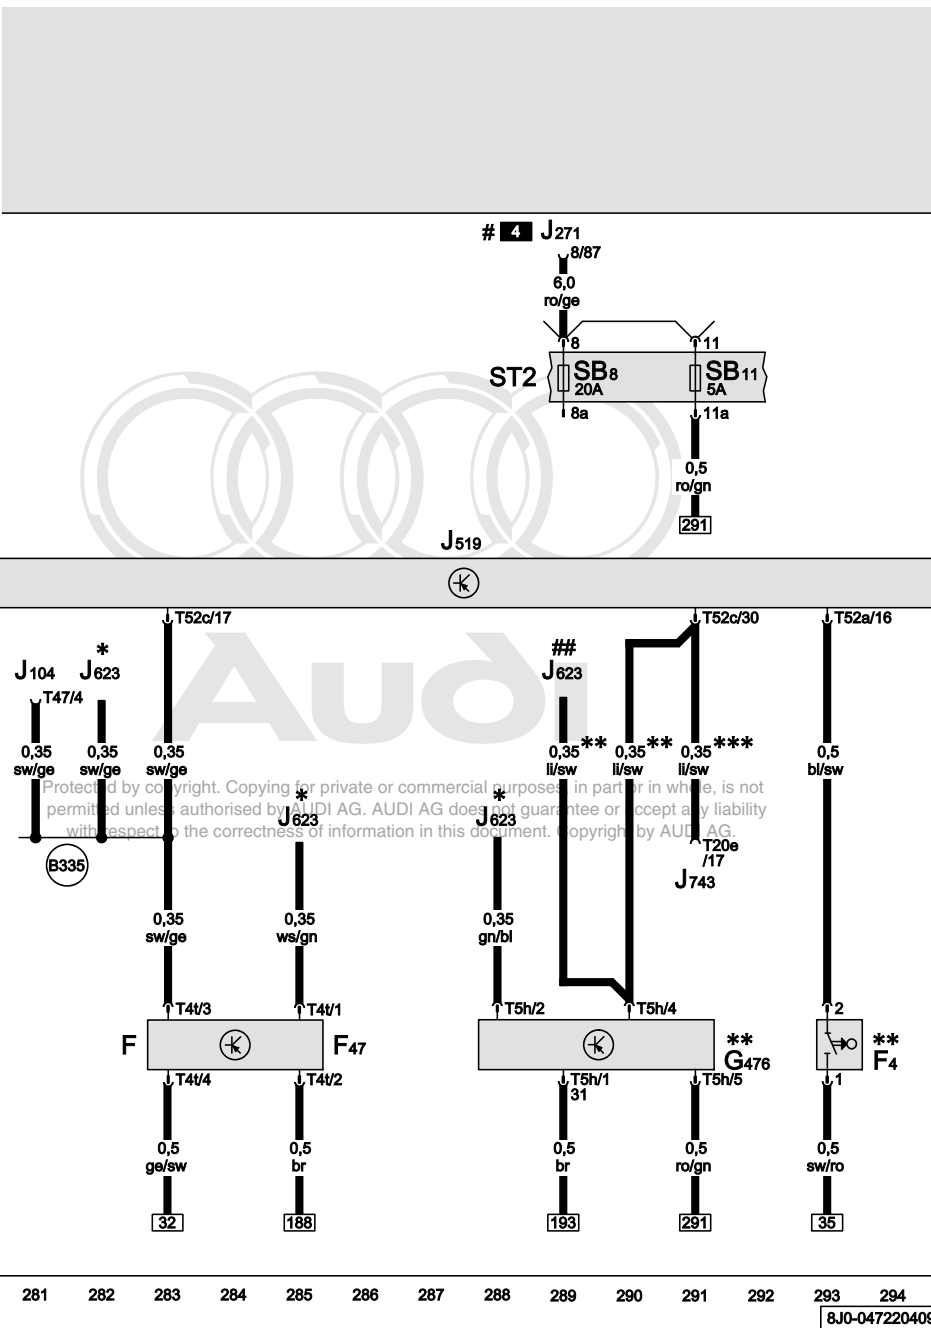 # 4 J271
8/87
6,0
ro/ge
8 11
ST2 SB8 SB11
20A 5A
8a 11a
0,5
ro/gn
291
J519
T52c/17 T52c/30 T52a/16
* ##
J104 J623 J623
T47/4
0,35 0,35 0,35 0,35 ** 0,35 ** 0,35 *** 0,5
sw/ge sw/ge sw/ge li/sw li/sw li/sw bl/sw
Protected by copyright. Copying for private or commercial purposes, in part or in whole, is not
permitted unless authorised by AUDI AG. AUDI AG does not guarantee or accept any liability
with respect to the correctness of information in this document. Copyright by AUDI AG.
Audi
* *
J623 J623
T20e
/17
B335
J743
0,35 0,35 0,35
sw/ge ws/gn gn/bl
T4t/3 T4t/1 T5h/2 T5h/4 2
F F47 ** G476 ** F4
T4t/4 T4t/2 T5h/1 T5h/5 1
31
0,5 0,5 0,5 0,5 0,5
ge/sw br br ro/gn sw/ro
32 188 193 291 35
281 282 283 284 285 286 287 288 289 290 291 292 293 294
8J0-047220409